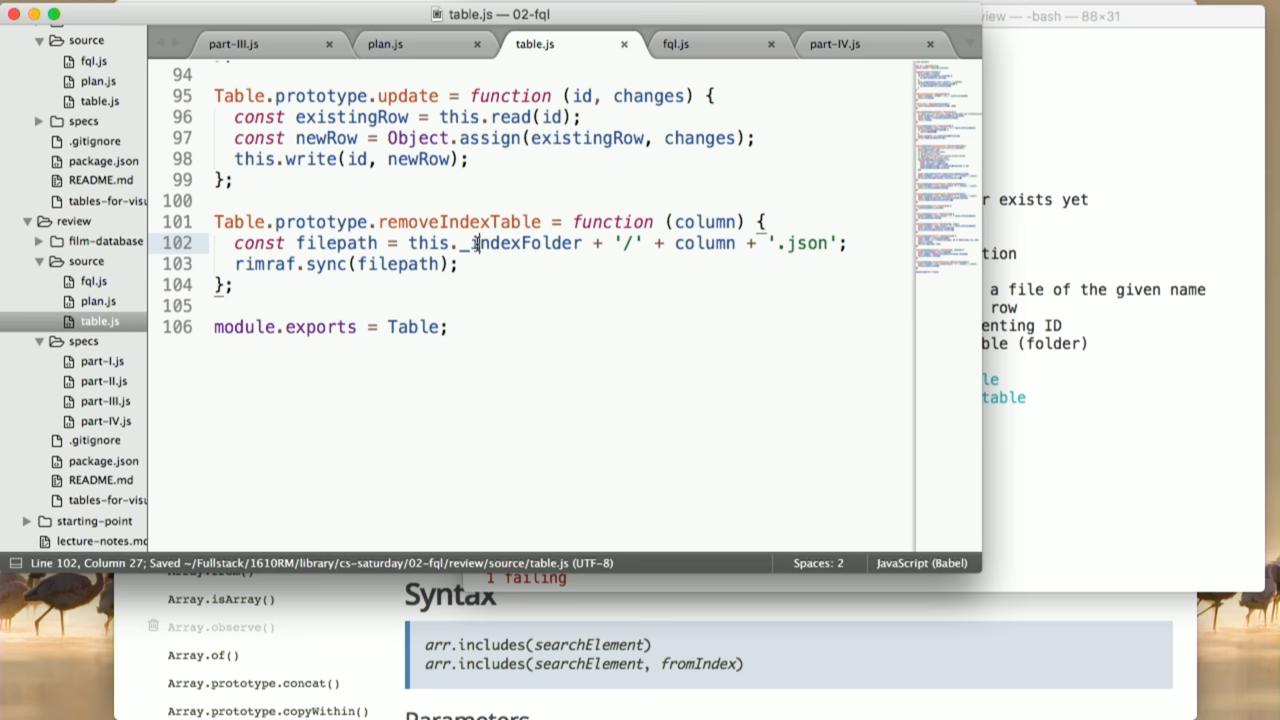 table.js — 02-fql
view — -bash — 88×31
part-III.js
plan.js
table.js
fql.js
part-IV.js
source
fql.js
plan.js
table.js
specs
.gitignore
package.json
README.md
tables-for-visu
review
film-database
source
fql.js
plan.js
table.js
specs
part-I.js
part-II.js
part-III.js
part-IV.js
.gitignore
package.json
README.md
tables-for-visu
starting-point
lecture-notes.md
94
95 Table.prototype.update = function (id, changes) {
96 const existingRow = this.read(id);
97 const newRow = Object.assign(existingRow, changes);
98 this.write(id, newRow);
99 };
100
101 Table.prototype.removeIndexTable = function (column) {
102 const filepath = this._indexFolder + '/' + column + '.json';
103 rimraf.sync(filepath);
104 };
105
106 module.exports = Table;
r exists yet
tion
a file of the given name
row
enting ID
ble (folder)
le
table
Line 102, Column 27; Saved ~/Fullstack/1610RM/library/cs-saturday/02-fql/review/source/table.js (UTF-8)
Spaces: 2
JavaScript (Babel)
1 failing
Array.isArray()
Array.observe()
Array.of()
Array.prototype.concat()
Array.prototype.copyWithin()
Syntax
arr.includes(searchElement)
arr.includes(searchElement, fromIndex)
Parameters